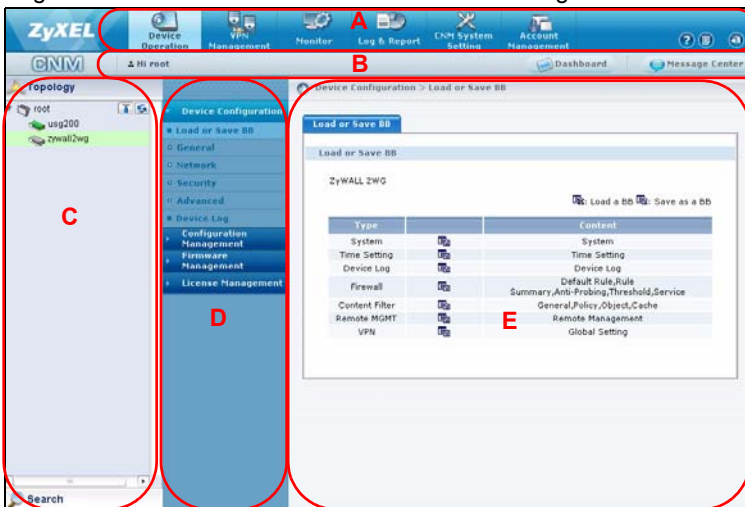 ZyXEL
Device Operation
VPN Management
Monitor
A
Log & Report
CNM System Setting
Account Management
CNM
Hi root
B
Dashboard
Message Center
Topology
root
usg200
zywall2wg
C
Search
Device Configuration
Load or Save BB
General
Network
Security
Advanced
Device Log
Configuration Management
Firmware Management
License Management
D
Device Configuration > Load or Save BB
Load or Save BB
Load or Save BB
ZyWALL 2WG
: Load a BB : Save as a BB
Type Content
System System
Time Setting Time Setting
Device Log Device Log
Firewall Default Rule,Rule Summary,Anti-Probing,Threshold,Service
Content Filter General,Policy,Object,Cache
Remote MGMT Remote Management
VPN Global Setting
E